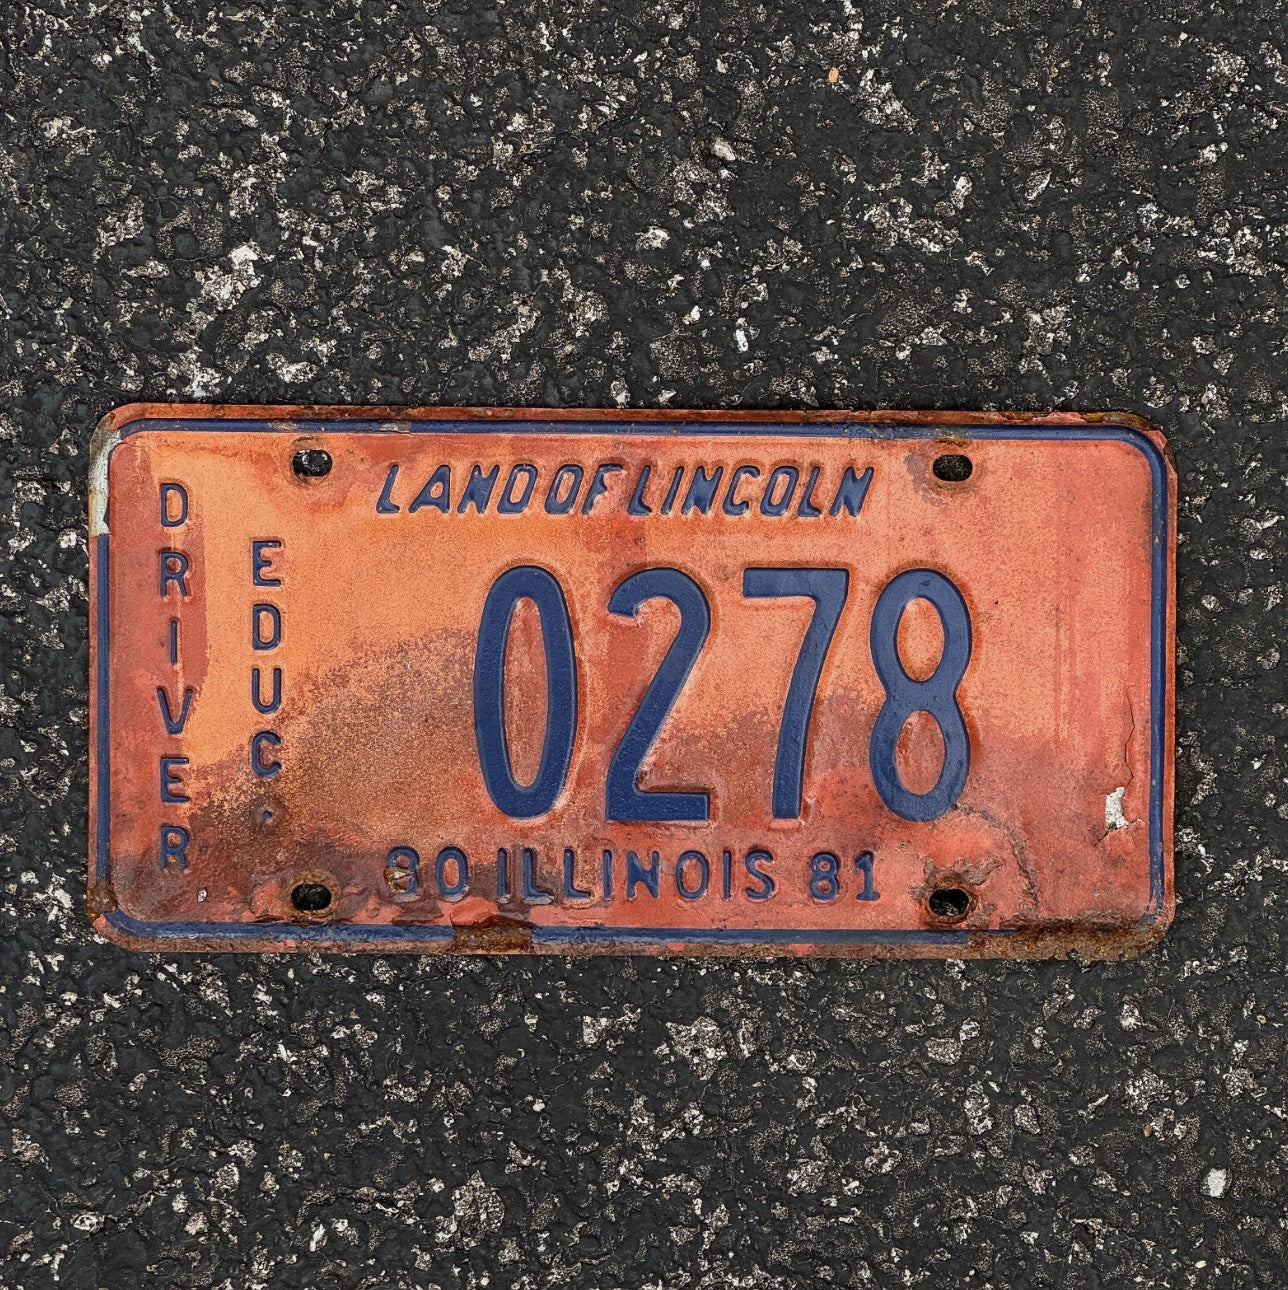 LAND OF LINCOLN
DRIVER
EDUC.
0278
80 ILLINOIS 81